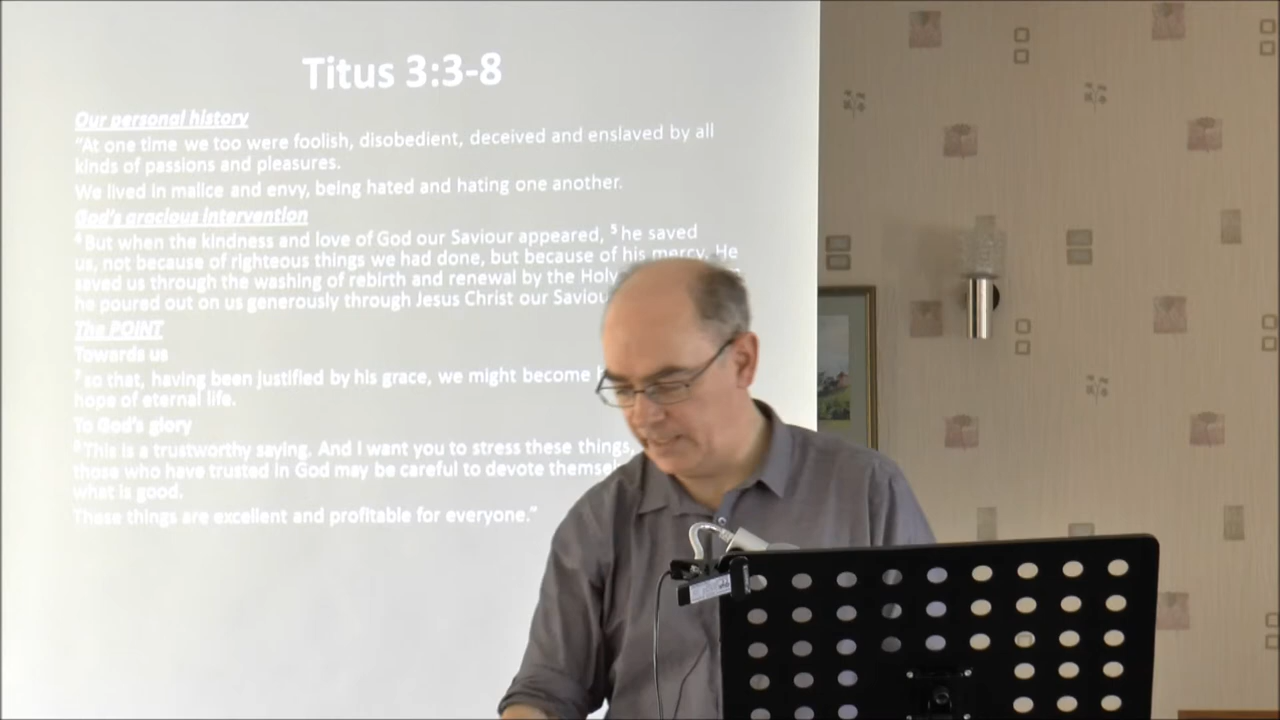 Titus 3:3-8
Our personal history
"At one time we too were foolish, disobedient, deceived and enslaved by all
kinds of passions and pleasures.
We lived in malice and envy, being hated and hating one another.
God's gracious intervention
4 But when the kindness and love of God our Saviour appeared, 5 he saved
us, not because of righteous things we had done, but because of his mercy. He
saved us through the washing of rebirth and renewal by the Holy
he poured out on us generously through Jesus Christ our Saviou
The POINT
Towards us
7 so that, having been justified by his grace, we might become
hope of eternal life.
To God's glory
8 This is a trustworthy saying. And I want you to stress these things,
those who have trusted in God may be careful to devote themsel
what is good.
These things are excellent and profitable for everyone."